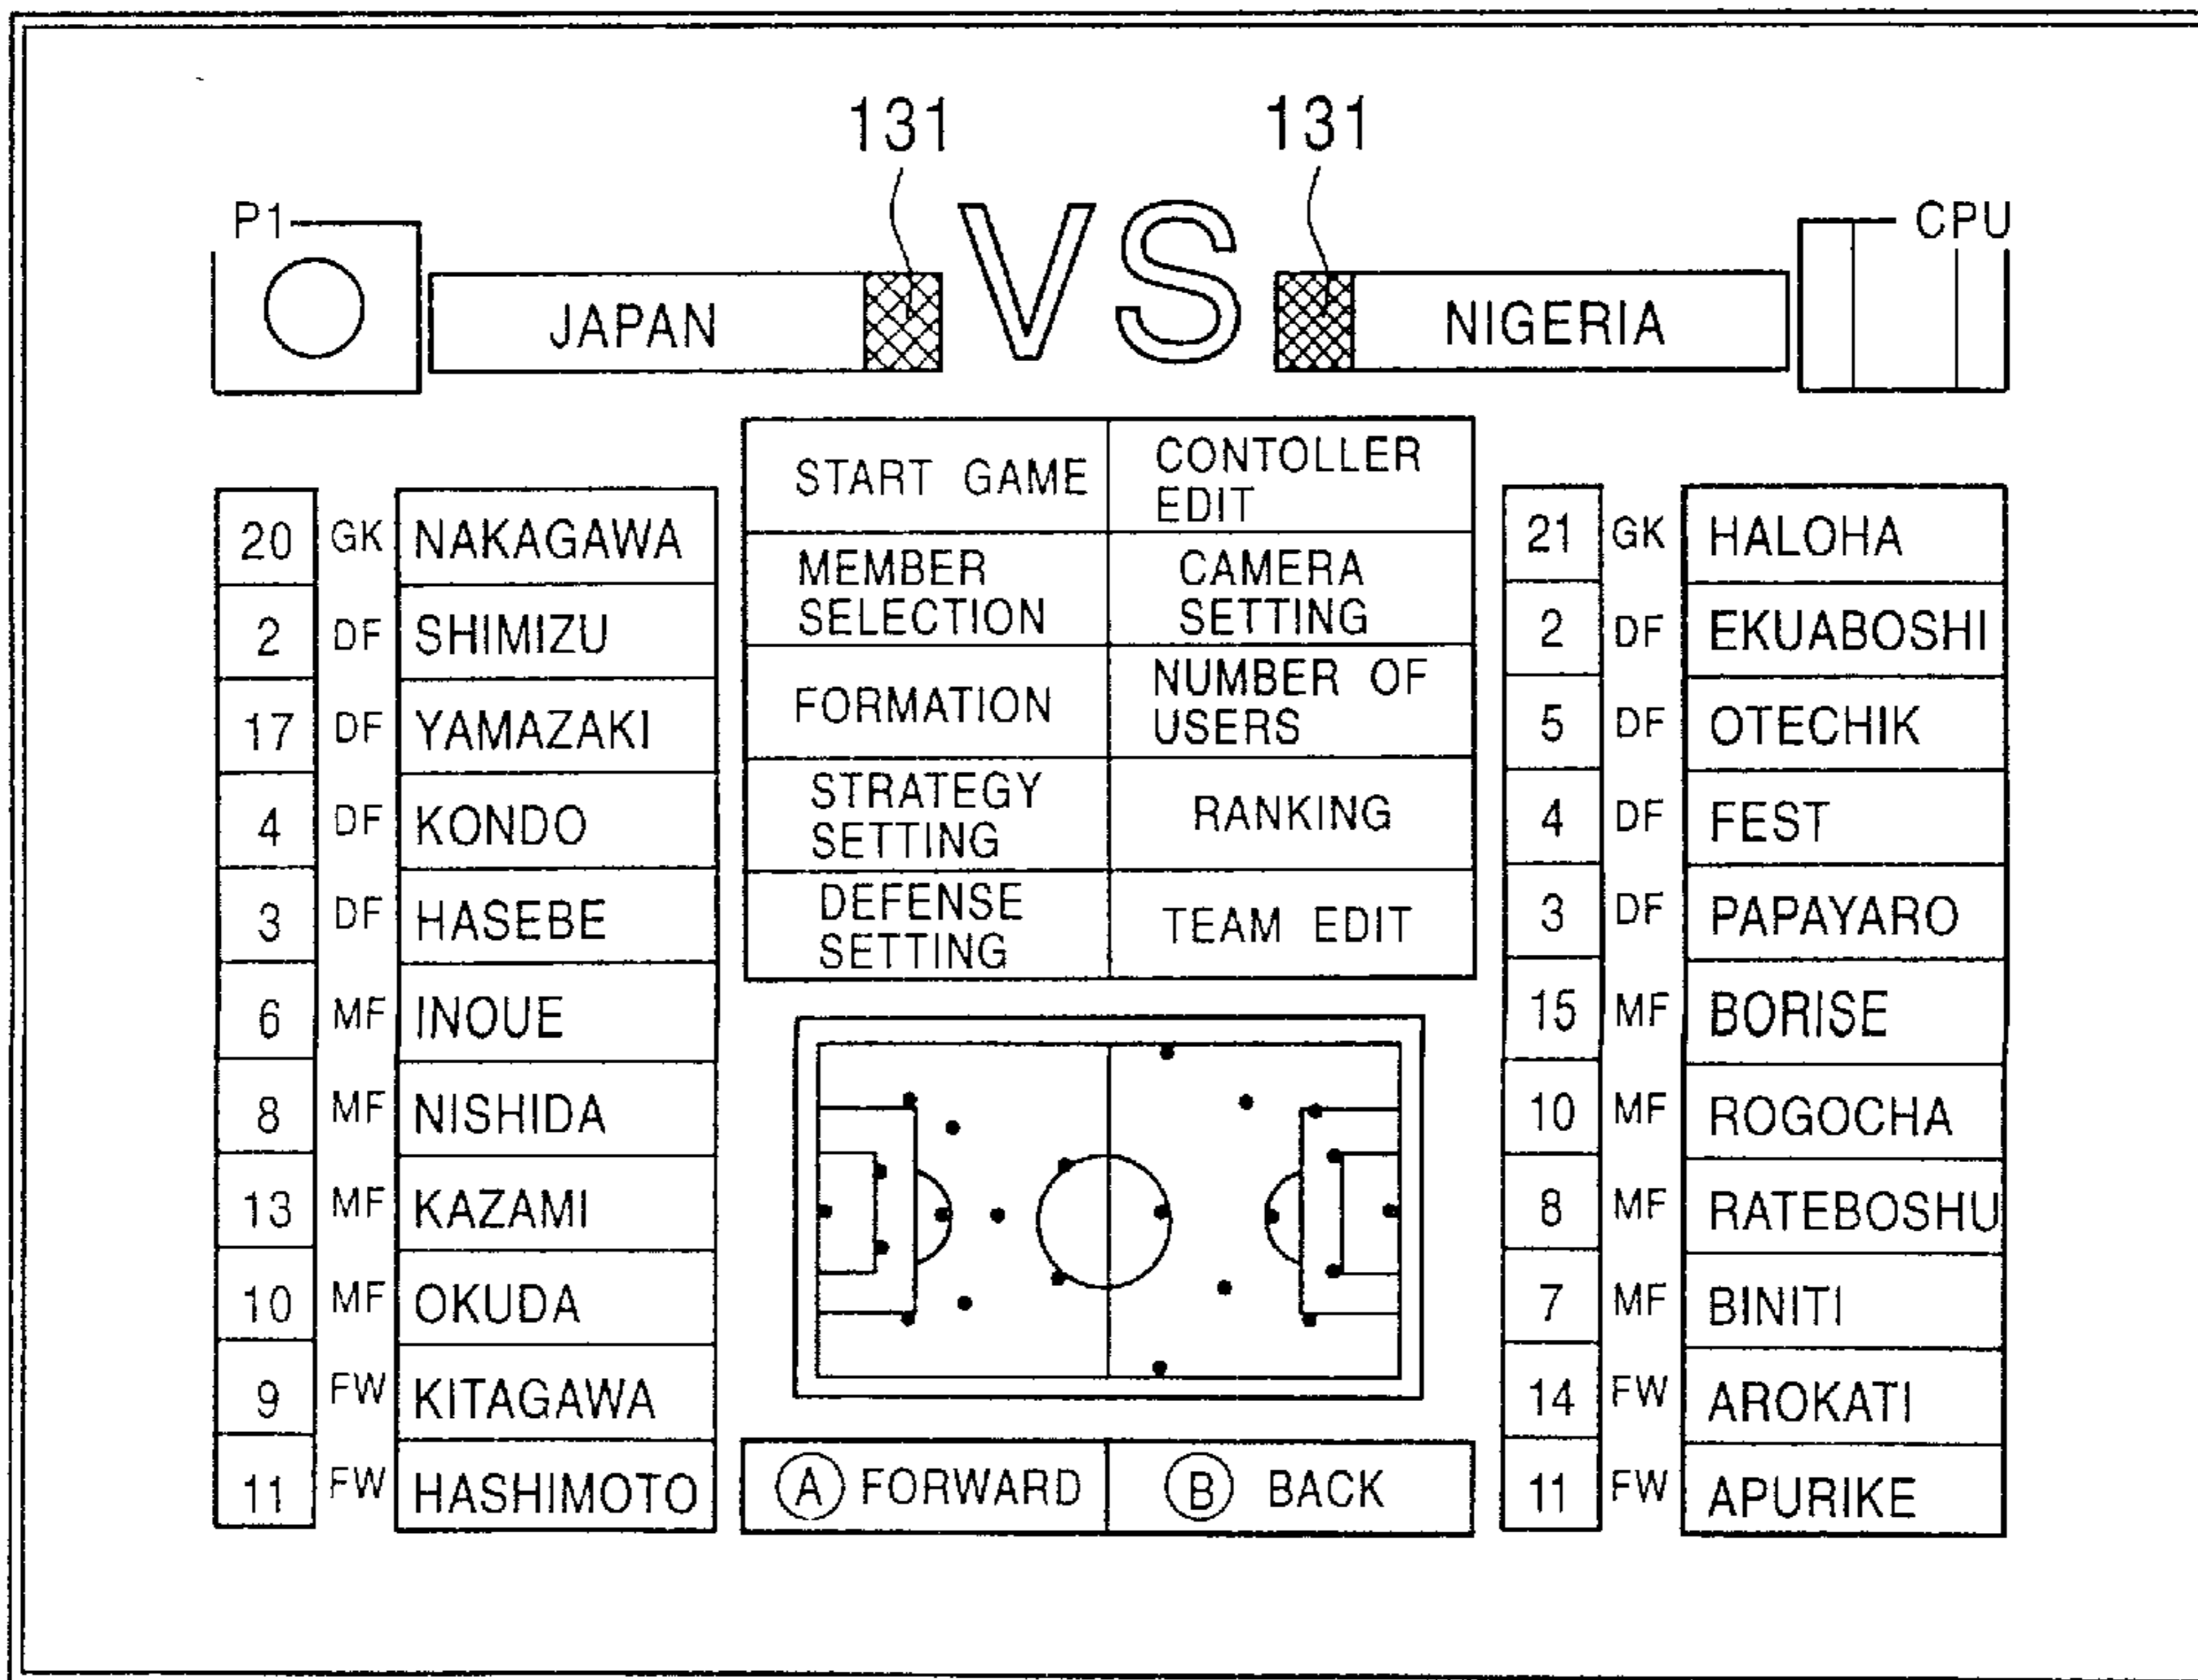 131 131
P1 VS CPU
JAPAN NIGERIA
START GAME CONTOLLER
EDIT
MEMBER
SELECTION
CAMERA
SETTING
FORMATION
NUMBER OF
USERS
STRATEGY
SETTING
RANKING
DEFENSE
SETTING
TEAM EDIT
20 GK NAKAGAWA
2 DF SHIMIZU
17 DF YAMAZAKI
4 DF KONDO
3 DF HASEBE
6 MF INOUE
8 MF NISHIDA
13 MF KAZAMI
10 MF OKUDA
9 FW KITAGAWA
11 FW HASHIMOTO
21 GK HALOHA
2 DF EKUABOSHI
5 DF OTECHIK
4 DF FEST
3 DF PAPAYARO
15 MF BORISE
10 MF ROGOCHA
8 MF RATEBOSHU
7 MF BINITI
14 FW AROKATI
11 FW APURIKE
A FORWARD B BACK